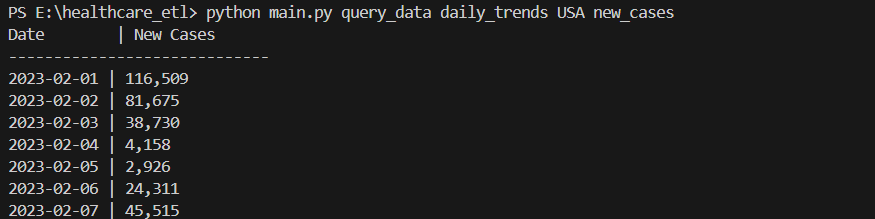 PS E:\healthcare_etl> python main.py query_data daily_trends USA new_cases
Date       | New Cases
-----------------------------
2023-02-01 | 116,509
2023-02-02 | 81,675
2023-02-03 | 38,730
2023-02-04 | 4,158
2023-02-05 | 2,926
2023-02-06 | 24,311
2023-02-07 | 45,515